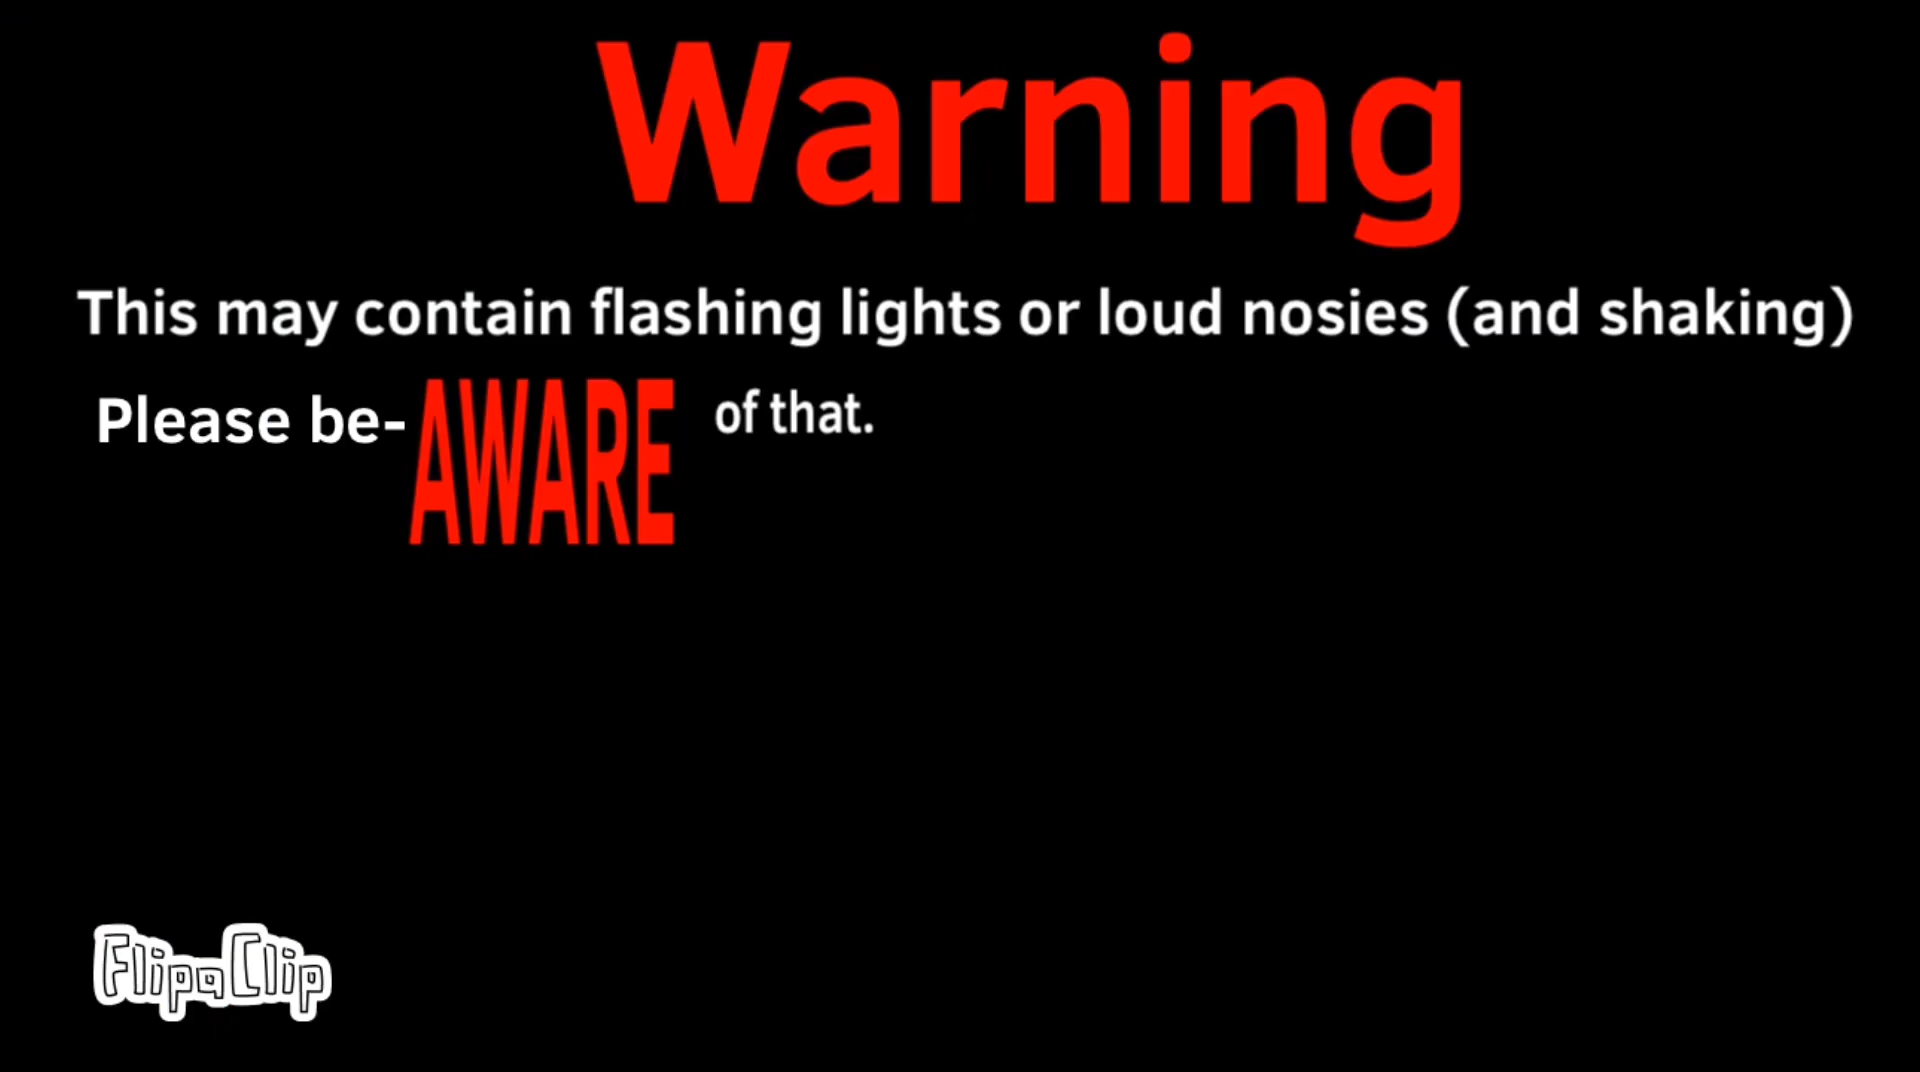 Warning
This may contain flashing lights or loud nosies (and shaking)
Please be-AWARE of that.
FlipaClip